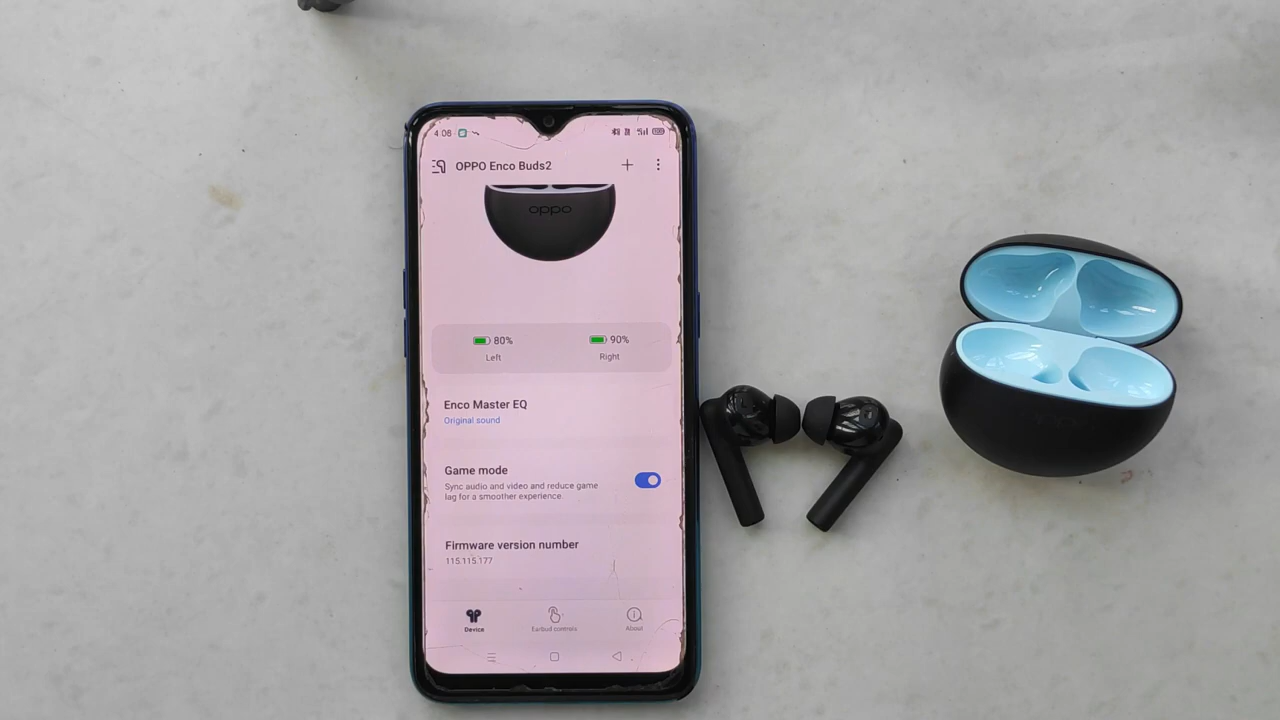 4:08
OPPO Enco Buds2
oppo
80%
90%
Left
Right
Enco Master EQ
Original sound
Game mode
Sync audio and video and reduce game
lag for a smoother experience.
Firmware version number
115.115.177
Device
Earbud controls
About